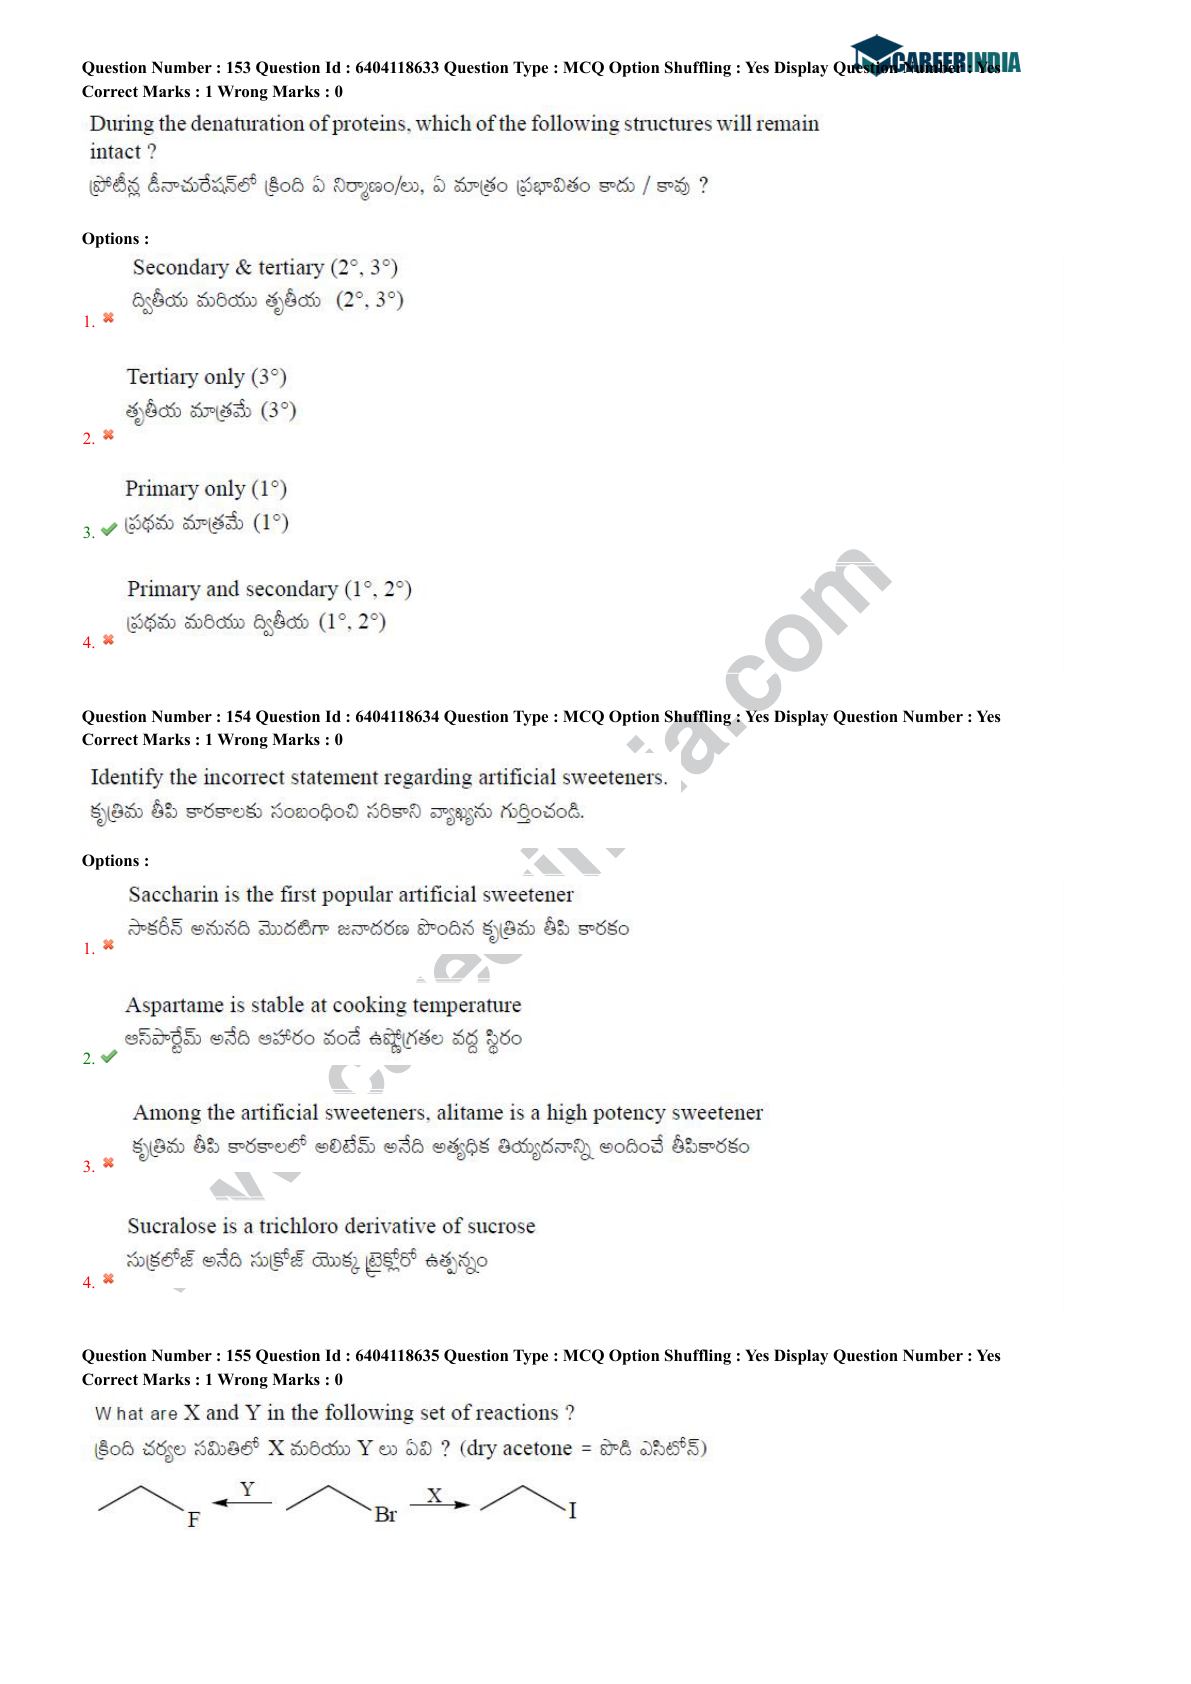 CAREERINDIA
Question Number : 153 Question Id : 6404118633 Question Type : MCQ Option Shuffling : Yes Display Question Number : Yes
Correct Marks : 1 Wrong Marks : 0
During the denaturation of proteins, which of the following structures will remain
intact ?
ప్రోటీన్ల డీనాచురేషన్‌లో క్రింది ఏ నిర్మాణం/లు, ఏ మాత్రం ప్రభావితం కాదు / కావు ?
Options :
Secondary & tertiary (2°, 3°)
ద్వితీయ మరియు తృతీయ (2°, 3°)
1.
Tertiary only (3°)
తృతీయ మాత్రమే (3°)
2.
Primary only (1°)
3. ప్రథమ మాత్రమే (1°)
Primary and secondary (1°, 2°)
ప్రథమ మరియు ద్వితీయ (1°, 2°)
4.
Question Number : 154 Question Id : 6404118634 Question Type : MCQ Option Shuffling : Yes Display Question Number : Yes
Correct Marks : 1 Wrong Marks : 0
Identify the incorrect statement regarding artificial sweeteners.
కృత్రిమ తీపి కారకాలకు సంబంధించి సరికాని వ్యాఖ్యను గుర్తించండి.
Options :
Saccharin is the first popular artificial sweetener
సాకరీన్ అనునది మొదటిగా జనాదరణ పొందిన కృత్రిమ తీపి కారకం
1.
Aspartame is stable at cooking temperature
ఆస్‌పార్టేమ్ అనేది ఆహారం వండే ఉష్ణోగ్రతల వద్ద స్థిరం
2.
Among the artificial sweeteners, alitame is a high potency sweetener
కృత్రిమ తీపి కారకాలలో అలిటేమ్ అనేది అత్యధిక తియ్యదనాన్ని అందించే తీపికారకం
3.
Sucralose is a trichloro derivative of sucrose
సుక్రలోజ్ అనేది సుక్రోజ్ యొక్క ట్రైక్లోరో ఉత్పన్నం
4.
Question Number : 155 Question Id : 6404118635 Question Type : MCQ Option Shuffling : Yes Display Question Number : Yes
Correct Marks : 1 Wrong Marks : 0
What are X and Y in the following set of reactions ?
క్రింది చర్యల సమితిలో X మరియు Y లు ఏవి ? (dry acetone = పొడి ఎసిటోన్)
F Y Br X I